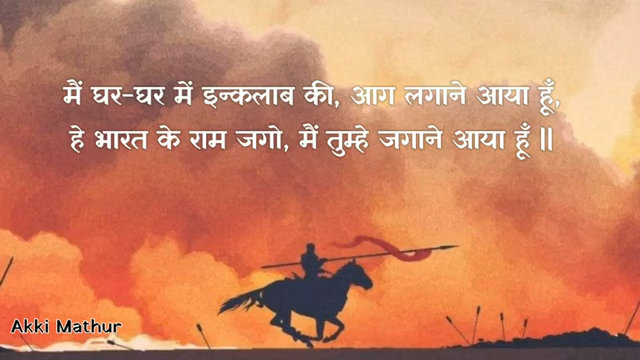 मैं घर-घर में इन्कलाब की, आग लगाने आया हूँ,
हे भारत के राम जगो, मैं तुम्हे जगाने आया हूँ ॥
Akki Mathur